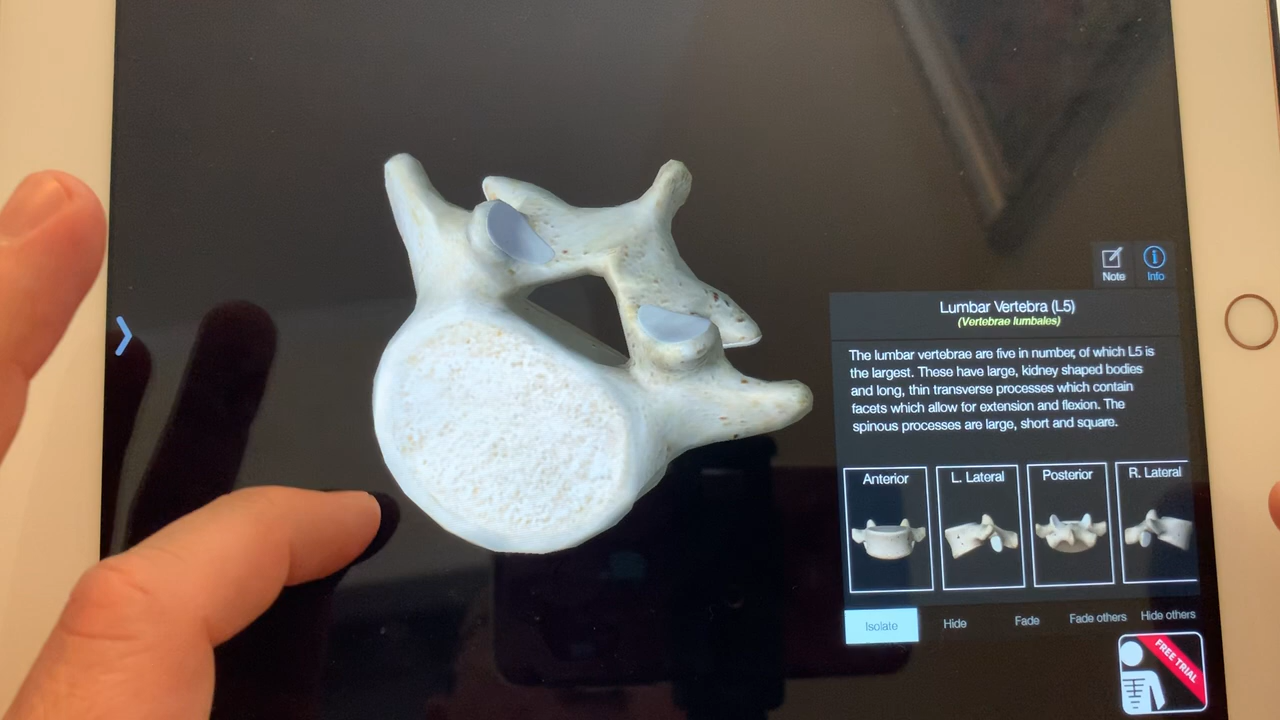 Note Info
Lumbar Vertebra (L5)
(Vertebrae lumbales)
The lumbar vertebrae are five in number, of which L5 is
the largest. These have large, kidney shaped bodies
and long, thin transverse processes which contain
facets which allow for extension and flexion. The
spinous processes are large, short and square.
Anterior L. Lateral Posterior R. Lateral
Isolate Hide Fade Fade others Hide others
FREE TRIAL